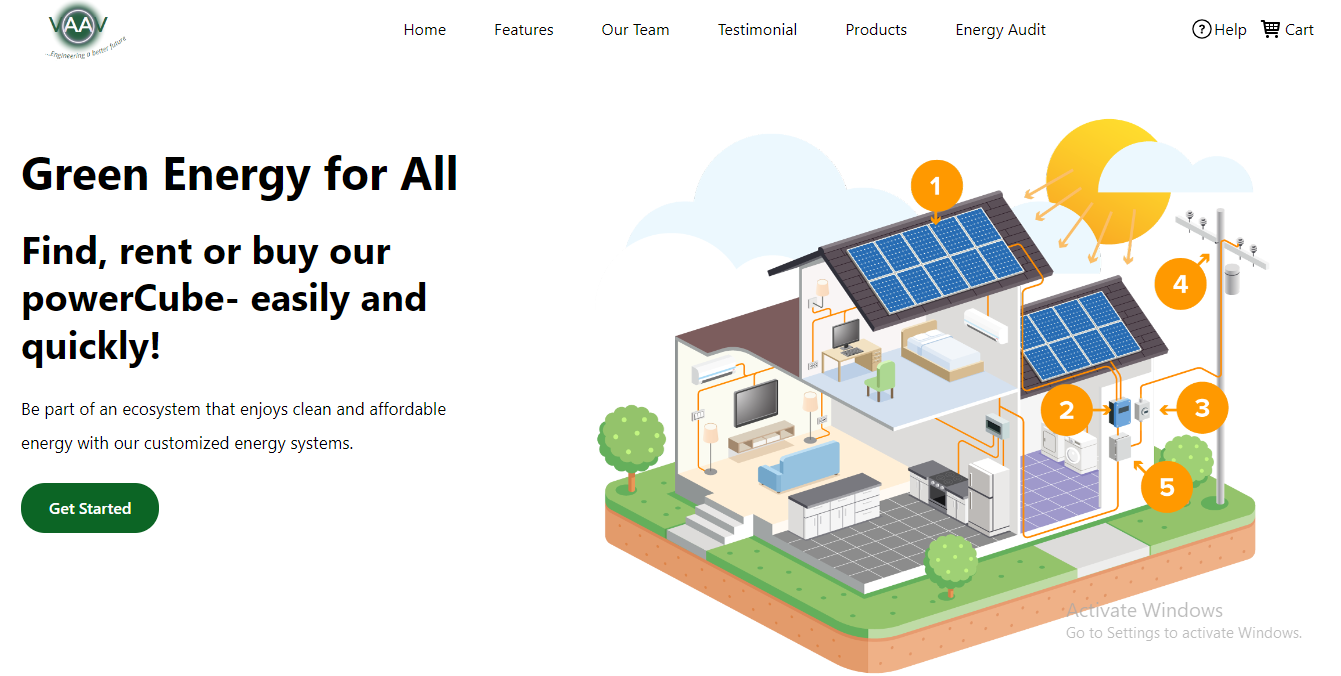 VAAV
...Engineering a better future
Home
Features
Our Team
Testimonial
Products
Energy Audit
? Help
Cart
Green Energy for All
Find, rent or buy our
powerCube- easily and
quickly!
Be part of an ecosystem that enjoys clean and affordable
energy with our customized energy systems.
Get Started
1
2
3
4
5
Activate Windows
Go to Settings to activate Windows.